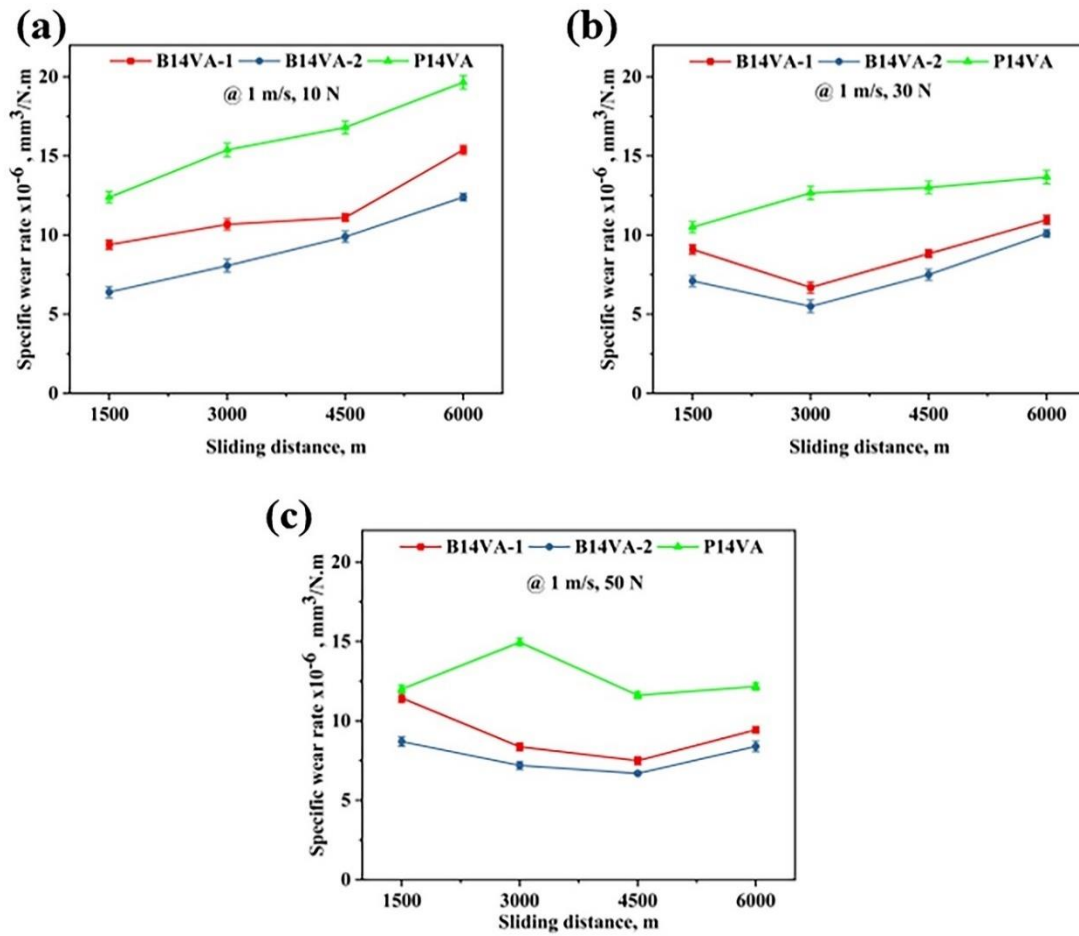 (a)
B14VA-1 B14VA-2 P14VA
@ 1 m/s, 10 N
Specific wear rate x10⁻⁶ , mm³/N.m
20
15
10
5
0
1500 3000 4500 6000
Sliding distance, m
(b)
B14VA-1 B14VA-2 P14VA
@ 1 m/s, 30 N
Specific wear rate x10⁻⁶ , mm³/N.m
20
15
10
5
0
1500 3000 4500 6000
Sliding distance, m
(c)
B14VA-1 B14VA-2 P14VA
@ 1 m/s, 50 N
Specific wear rate x10⁻⁶ , mm³/N.m
20
15
10
5
0
1500 3000 4500 6000
Sliding distance, m